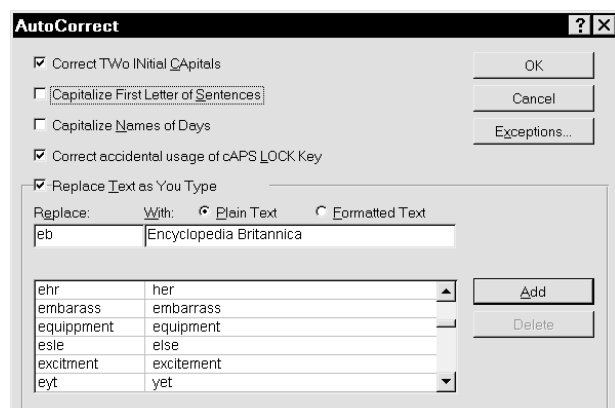 AutoCorrect ? X
Correct TWo INitial CApitals
OK
Capitalize First Letter of Sentences
Cancel
Capitalize Names of Days
Exceptions...
Correct accidental usage of cAPS LOCK Key
Replace Text as You Type
Replace: With: Plain Text Formatted Text
eb Encyclopedia Britannica
ehr her
Add
embarass embarrass
equippment equipment
Delete
esle else
excitment excitement
eyt yet